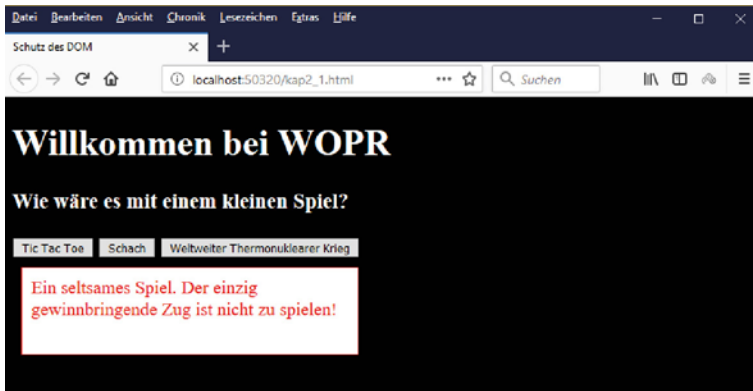 Datei Bearbeiten Ansicht Chronik Lesezeichen Extras Hilfe
Schutz des DOM
localhost:50320/kap2_1.html
Suchen
Willkommen bei WOPR
Wie wäre es mit einem kleinen Spiel?
Tic Tac Toe Schach Weltweiter Thermonuklearer Krieg
Ein seltsames Spiel. Der einzig
gewinnbringende Zug ist nicht zu spielen!